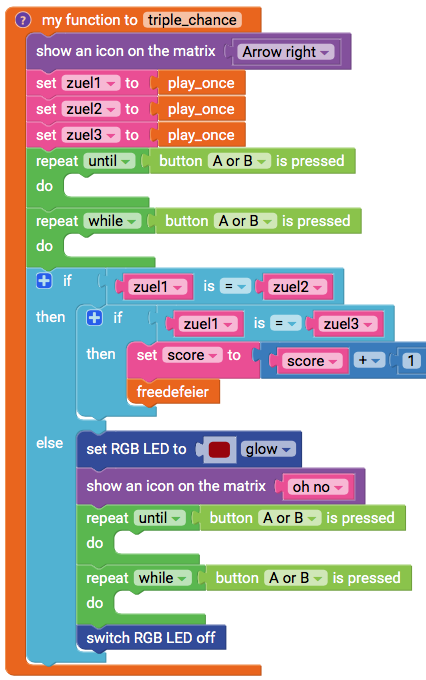 ? my function to triple_chance
show an icon on the matrix Arrow right
set zuel1 to play_once
set zuel2 to play_once
set zuel3 to play_once
repeat until button A or B is pressed
do
repeat while button A or B is pressed
do
+ if zuel1 is = zuel2
then + if zuel1 is = zuel3
then set score to score + 1
freedefeier
else set RGB LED to glow
show an icon on the matrix oh no
repeat until button A or B is pressed
do
repeat while button A or B is pressed
do
switch RGB LED off